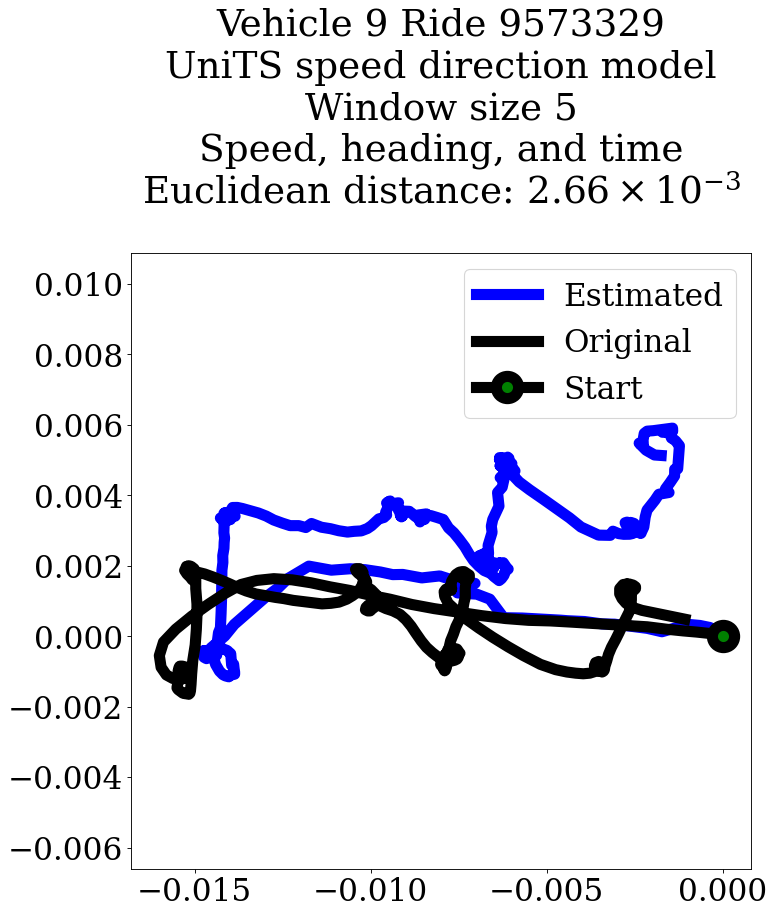 Vehicle 9 Ride 9573329
UniTS speed direction model
Window size 5
Speed, heading, and time
Euclidean distance: 2.66 × 10⁻³
Estimated
Original
Start
0.010
0.008
0.006
0.004
0.002
0.000
−0.002
−0.004
−0.006
−0.015 −0.010 −0.005 0.000